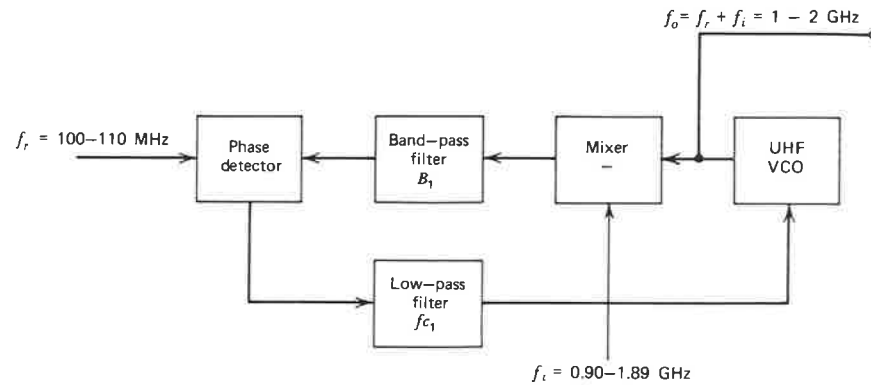 f_o = f_r + f_i = 1 – 2 GHz
f_r = 100–110 MHz
Phase
detector
Band–pass
filter
B_1
Mixer
–
UHF
VCO
Low–pass
filter
fc_1
f_i = 0.90–1.89 GHz